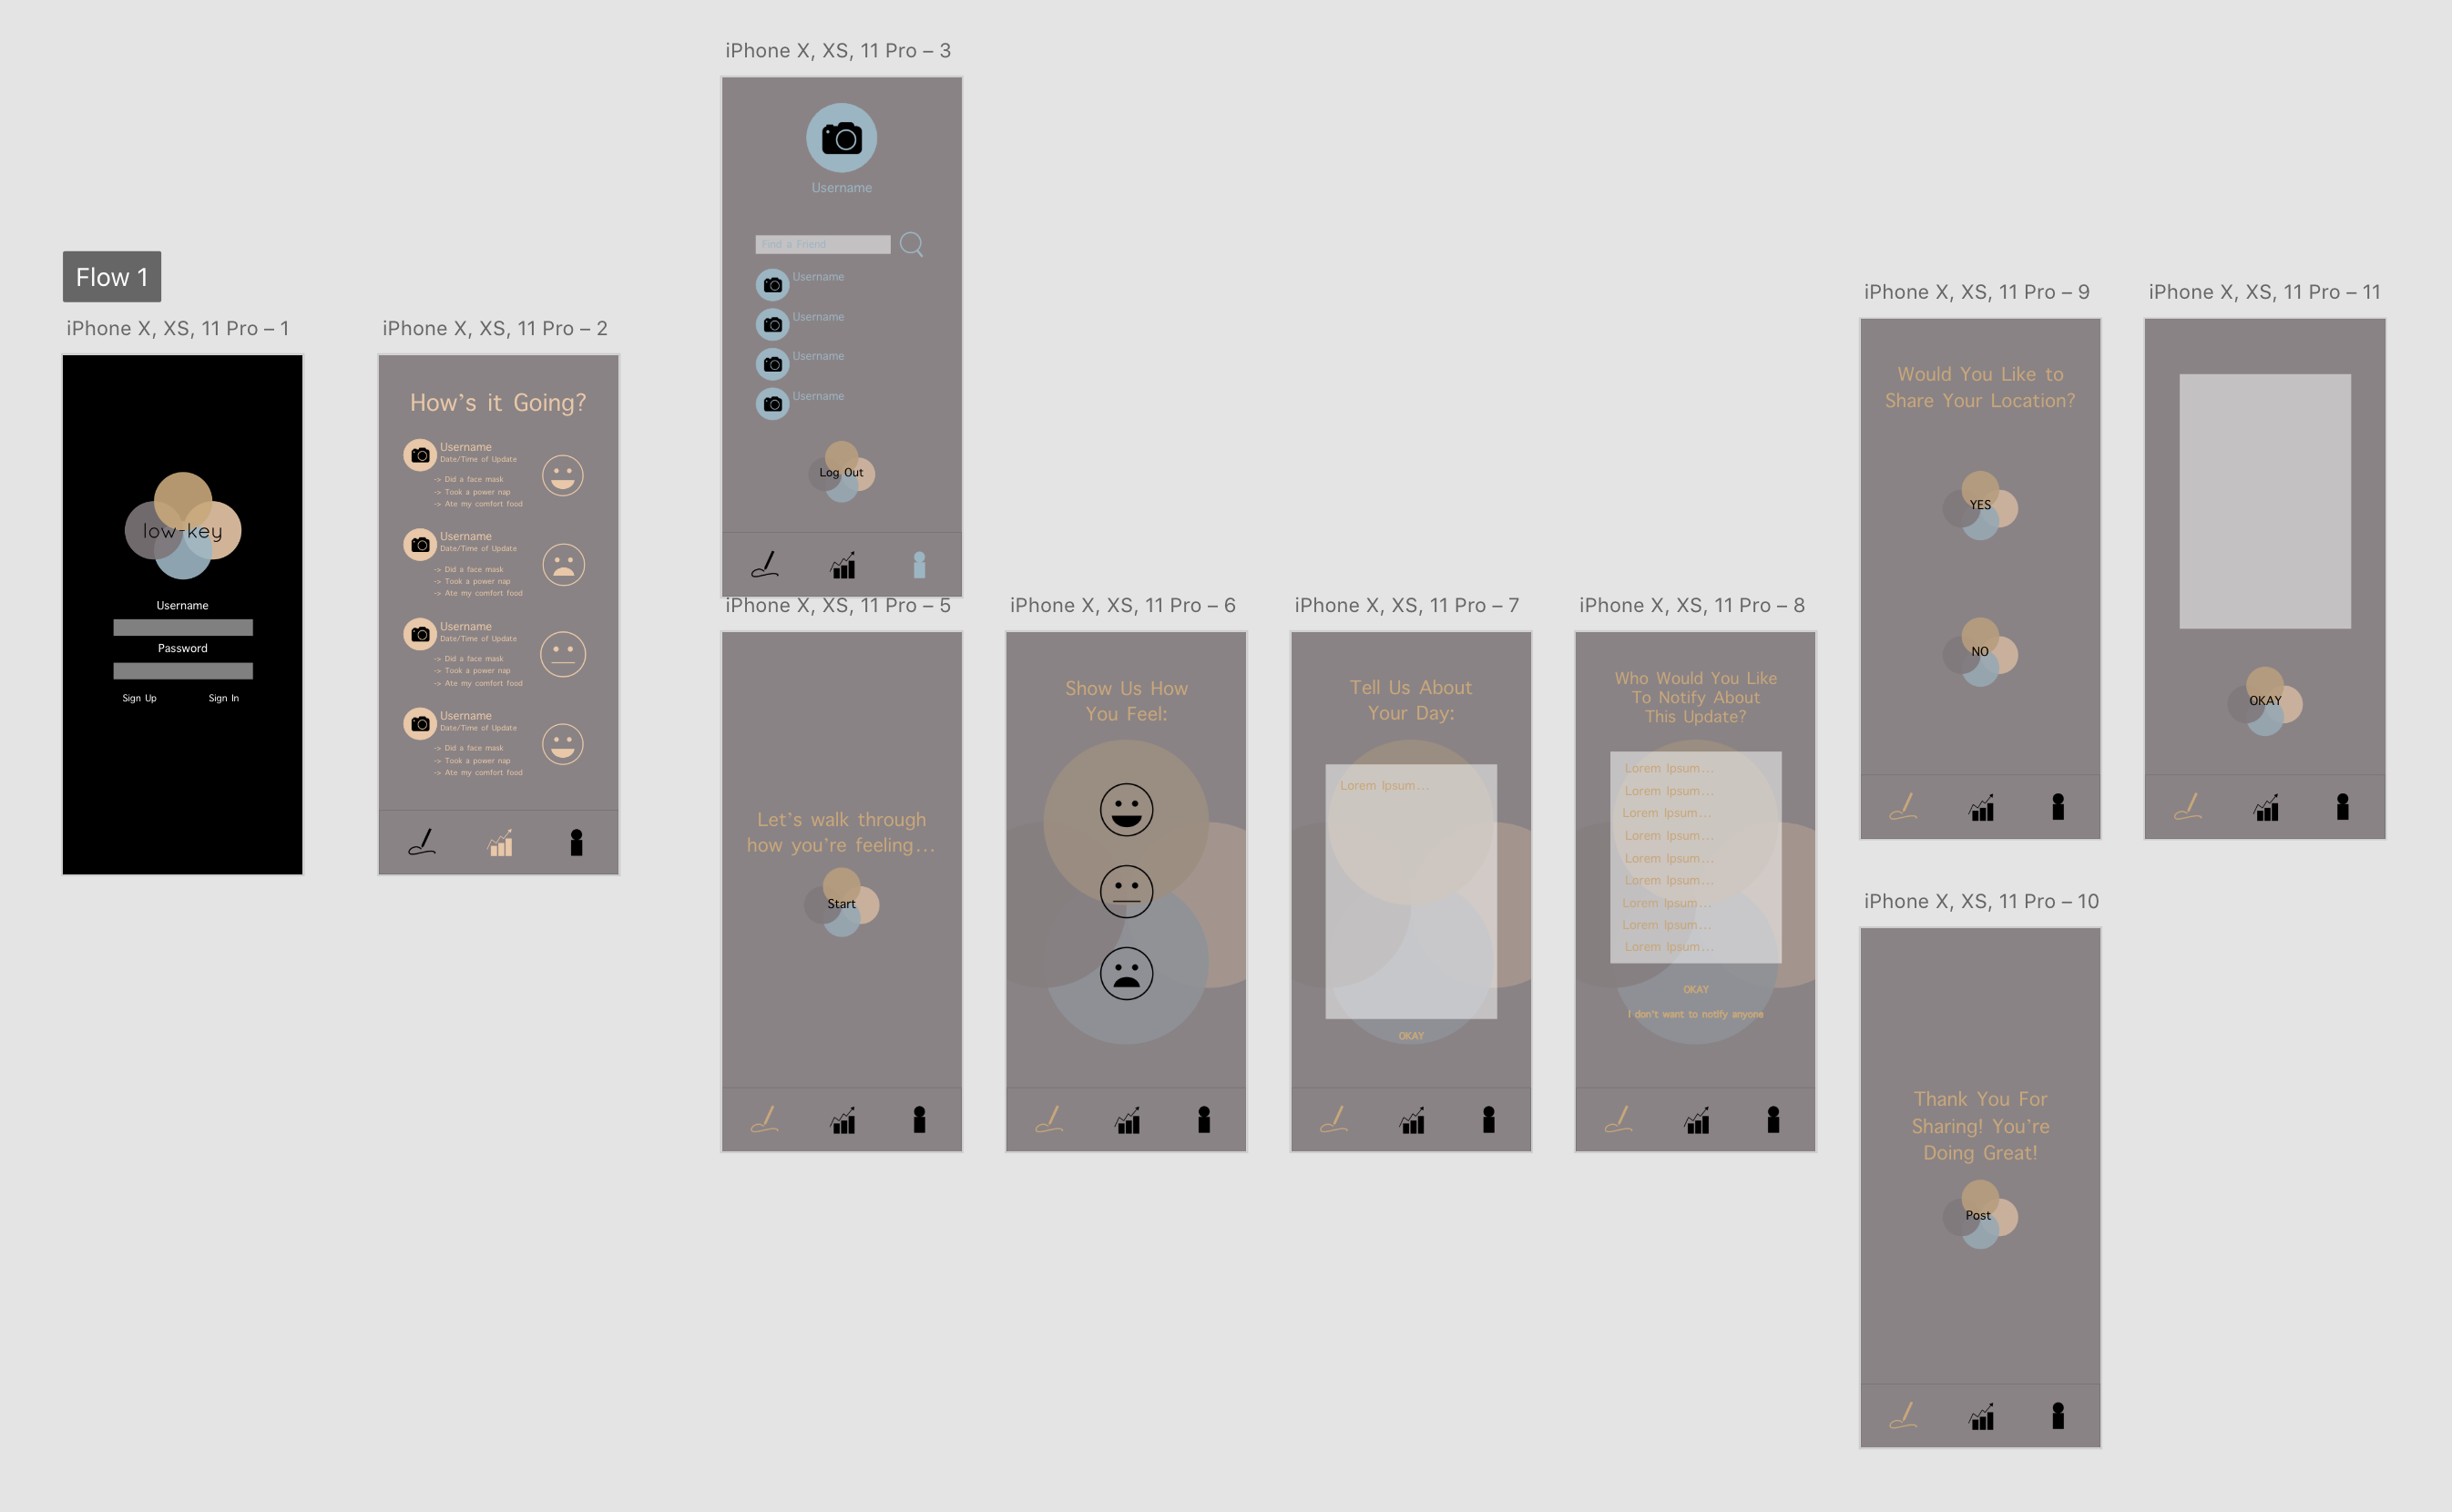 Flow 1
iPhone X, XS, 11 Pro – 1
low-key
Username
Password
Sign Up
Sign In
iPhone X, XS, 11 Pro – 2
How's it Going?
Username
Date/Time of Update
-> Did a face mask
-> Took a power nap
-> Ate my comfort food
Username
Date/Time of Update
-> Did a face mask
-> Took a power nap
-> Ate my comfort food
Username
Date/Time of Update
-> Did a face mask
-> Took a power nap
-> Ate my comfort food
Username
Date/Time of Update
-> Did a face mask
-> Took a power nap
-> Ate my comfort food
iPhone X, XS, 11 Pro – 3
Username
Find a Friend
Username
Username
Username
Username
Log Out
iPhone X, XS, 11 Pro – 5
Let's walk through
how you're feeling...
Start
iPhone X, XS, 11 Pro – 6
Show Us How
You Feel:
iPhone X, XS, 11 Pro – 7
Tell Us About
Your Day:
Lorem Ipsum...
OKAY
iPhone X, XS, 11 Pro – 8
Who Would You Like
To Notify About
This Update?
Lorem Ipsum...
Lorem Ipsum...
Lorem Ipsum...
Lorem Ipsum...
Lorem Ipsum...
Lorem Ipsum...
Lorem Ipsum...
Lorem Ipsum...
Lorem Ipsum...
OKAY
I don't want to notify anyone
iPhone X, XS, 11 Pro – 9
Would You Like to
Share Your Location?
YES
NO
iPhone X, XS, 11 Pro – 11
OKAY
iPhone X, XS, 11 Pro – 10
Thank You For
Sharing! You're
Doing Great!
Post